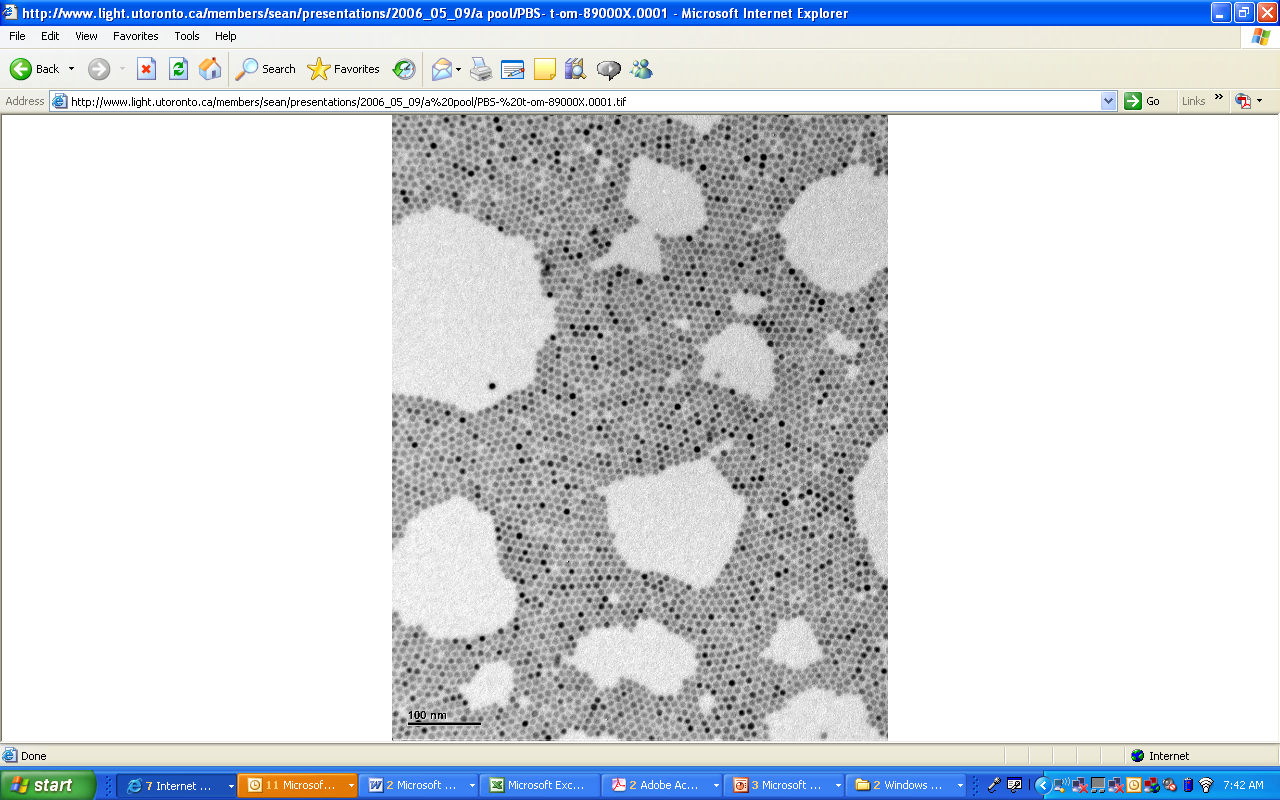 http://www.light.utoronto.ca/members/sean/presentations/2006_05_09/a pool/PBS- t-om-89000X.0001 - Microsoft Internet Explorer
File Edit View Favorites Tools Help
Back Search Favorites
Address http://www.light.utoronto.ca/members/sean/presentations/2006_05_09/a%20pool/PBS-%20t-om-89000X.0001.tif Go Links »
100 nm
Done Internet
start 7 Internet ... 11 Microsof... 2 Microsoft ... Microsoft Exc... 2 Adobe Ac... 3 Microsoft ... 2 Windows ... 7:42 AM